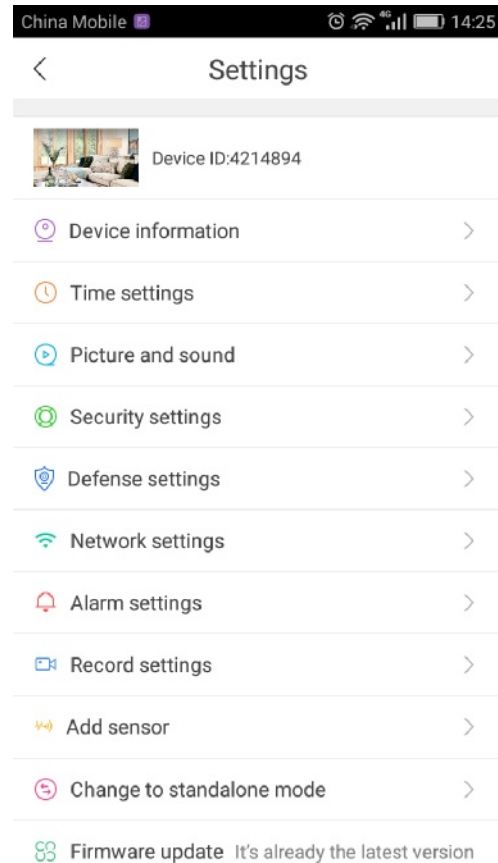 China Mobile 4G 14:25
Settings
Device ID:4214894
Device information
Time settings
Picture and sound
Security settings
Defense settings
Network settings
Alarm settings
Record settings
Add sensor
Change to standalone mode
Firmware update It's already the latest version